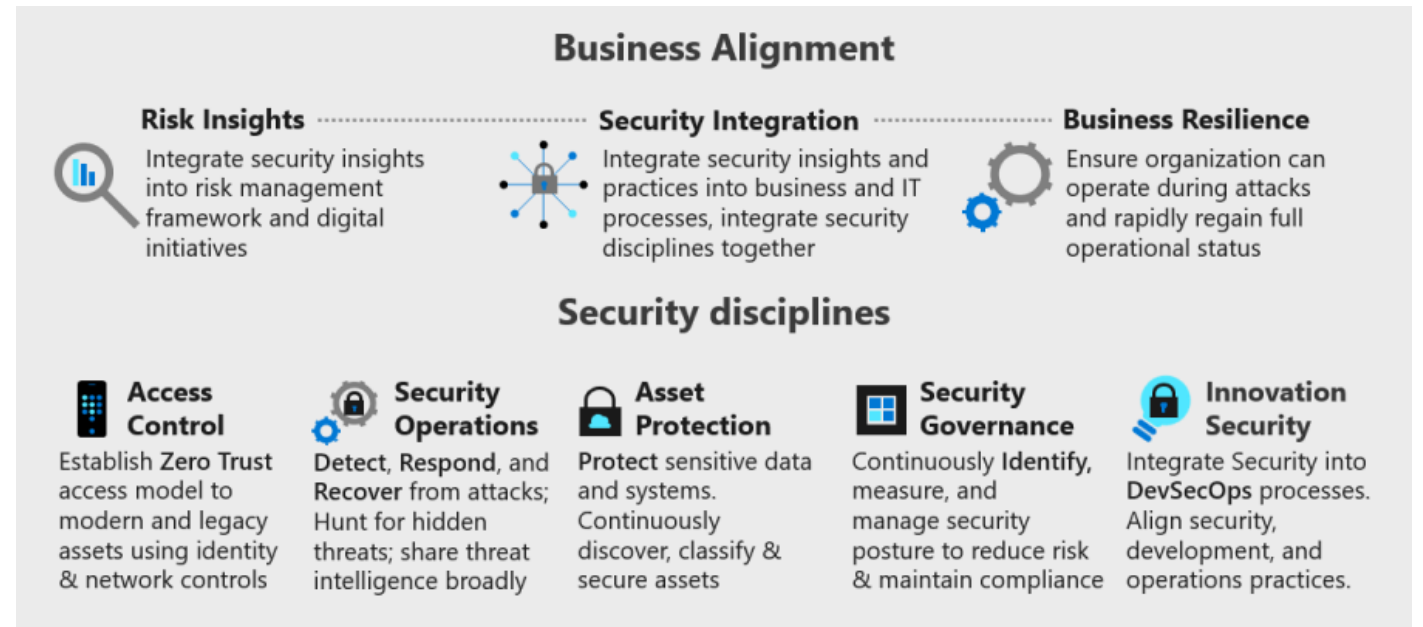 Business Alignment
Risk Insights
Integrate security insights
into risk management
framework and digital
initiatives
Security Integration
Integrate security insights and
practices into business and IT
processes, integrate security
disciplines together
Business Resilience
Ensure organization can
operate during attacks
and rapidly regain full
operational status
Security disciplines
Access
Control
Establish Zero Trust
access model to
modern and legacy
assets using identity
& network controls
Security
Operations
Detect, Respond, and
Recover from attacks;
Hunt for hidden
threats; share threat
intelligence broadly
Asset
Protection
Protect sensitive data
and systems.
Continuously
discover, classify &
secure assets
Security
Governance
Continuously Identify,
measure, and
manage security
posture to reduce risk
& maintain compliance
Innovation
Security
Integrate Security into
DevSecOps processes.
Align security,
development, and
operations practices.